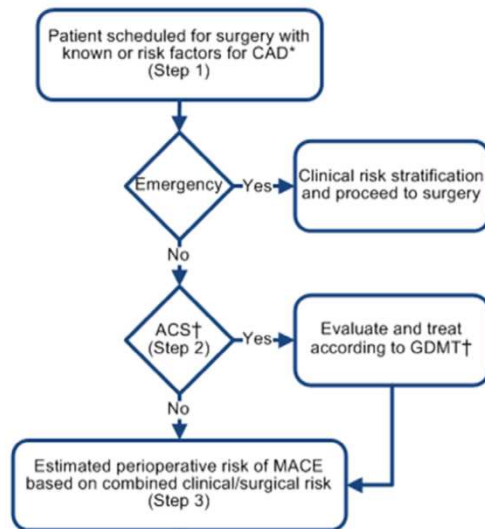 Patient scheduled for surgery with
known or risk factors for CAD*
(Step 1)
Emergency
Yes
Clinical risk stratification
and proceed to surgery
No
ACS†
(Step 2)
Yes
Evaluate and treat
according to GDMT†
No
Estimated perioperative risk of MACE
based on combined clinical/surgical risk
(Step 3)